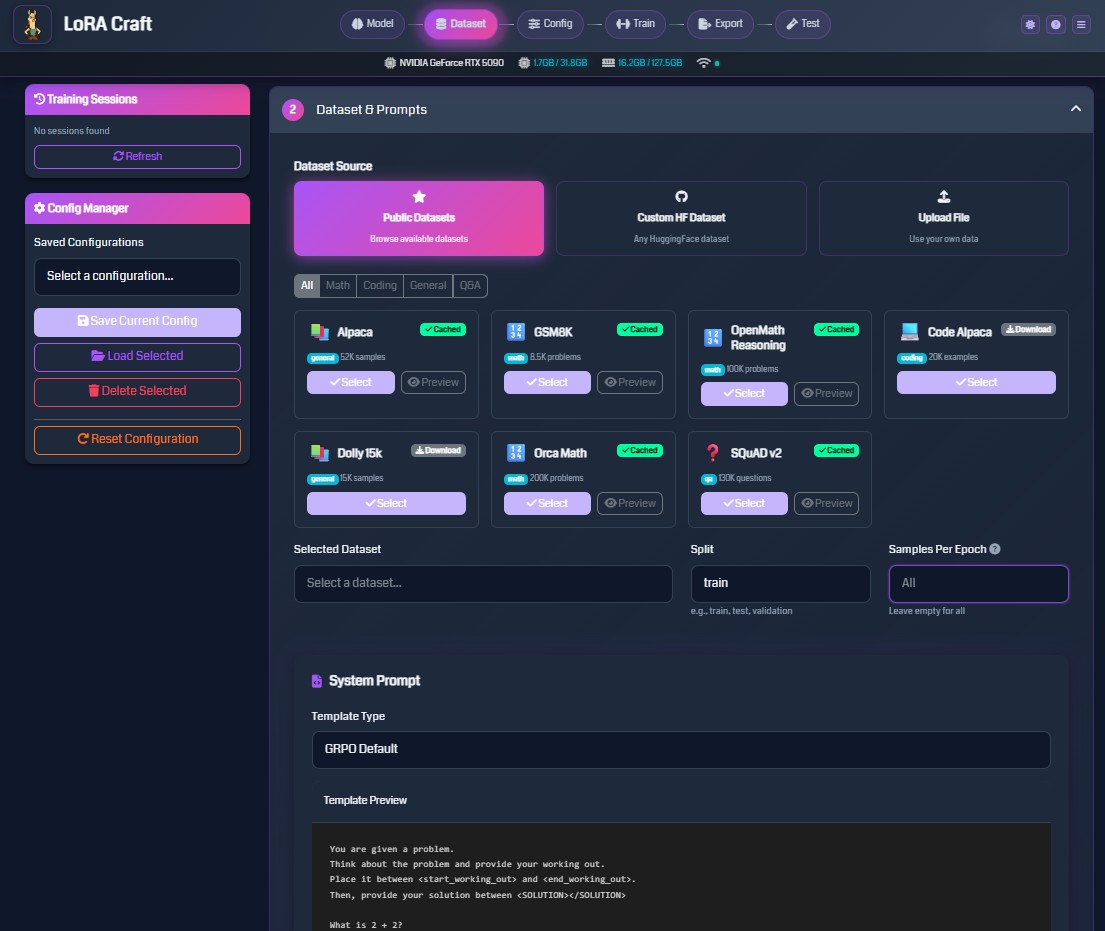 LoRA Craft
Model
Dataset
Config
Train
Export
Test
NVIDIA GeForce RTX 5090
1.7GB / 31.8GB
16.2GB / 127.5GB
Training Sessions
No sessions found
Refresh
Config Manager
Saved Configurations
Select a configuration...
Save Current Config
Load Selected
Delete Selected
Reset Configuration
2
Dataset & Prompts
Dataset Source
Public Datasets
Browse available datasets
Custom HF Dataset
Any HuggingFace dataset
Upload File
Use your own data
All
Math
Coding
General
Q&A
Alpaca
Cached
general 52K samples
Select
Preview
GSM8K
Cached
math 8.5K problems
Select
Preview
OpenMath
Reasoning
Cached
math 100K problems
Select
Preview
Code Alpaca
Download
coding 20K examples
Select
Dolly 15k
Download
general 15K samples
Select
Orca Math
Cached
math 200K problems
Select
Preview
SQuAD v2
Cached
qa 130K questions
Select
Preview
Selected Dataset
Select a dataset...
Split
train
e.g., train, test, validation
Samples Per Epoch
All
Leave empty for all
System Prompt
Template Type
GRPO Default
Template Preview
You are given a problem.
Think about the problem and provide your working out.
Place it between <start_working_out> and <end_working_out>.
Then, provide your solution between <SOLUTION></SOLUTION>
What is 2 + 2?